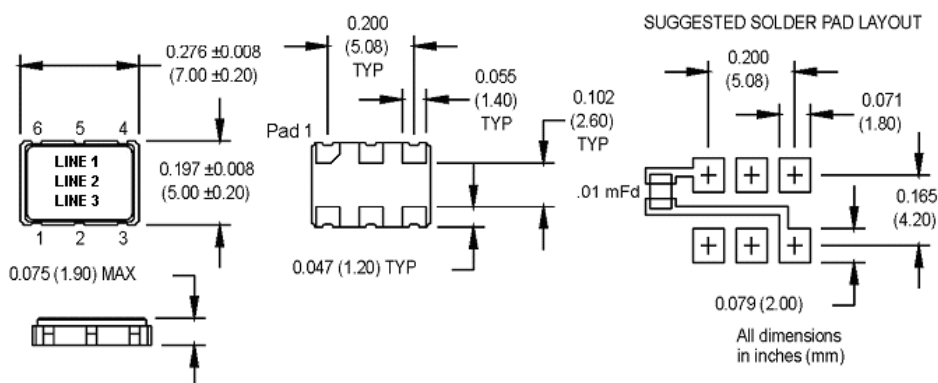 0.276 ±0.008
(7.00 ±0.20)
6 5 4
LINE 1
LINE 2
LINE 3
0.197 ±0.008
(5.00 ±0.20)
1 2 3
0.075 (1.90) MAX
0.200
(5.08)
TYP
0.055
(1.40)
TYP
Pad 1
0.102
(2.60)
TYP
0.047 (1.20) TYP
SUGGESTED SOLDER PAD LAYOUT
0.200
(5.08)
0.071
(1.80)
.01 mFd
0.165
(4.20)
0.079 (2.00)
All dimensions
in inches (mm)